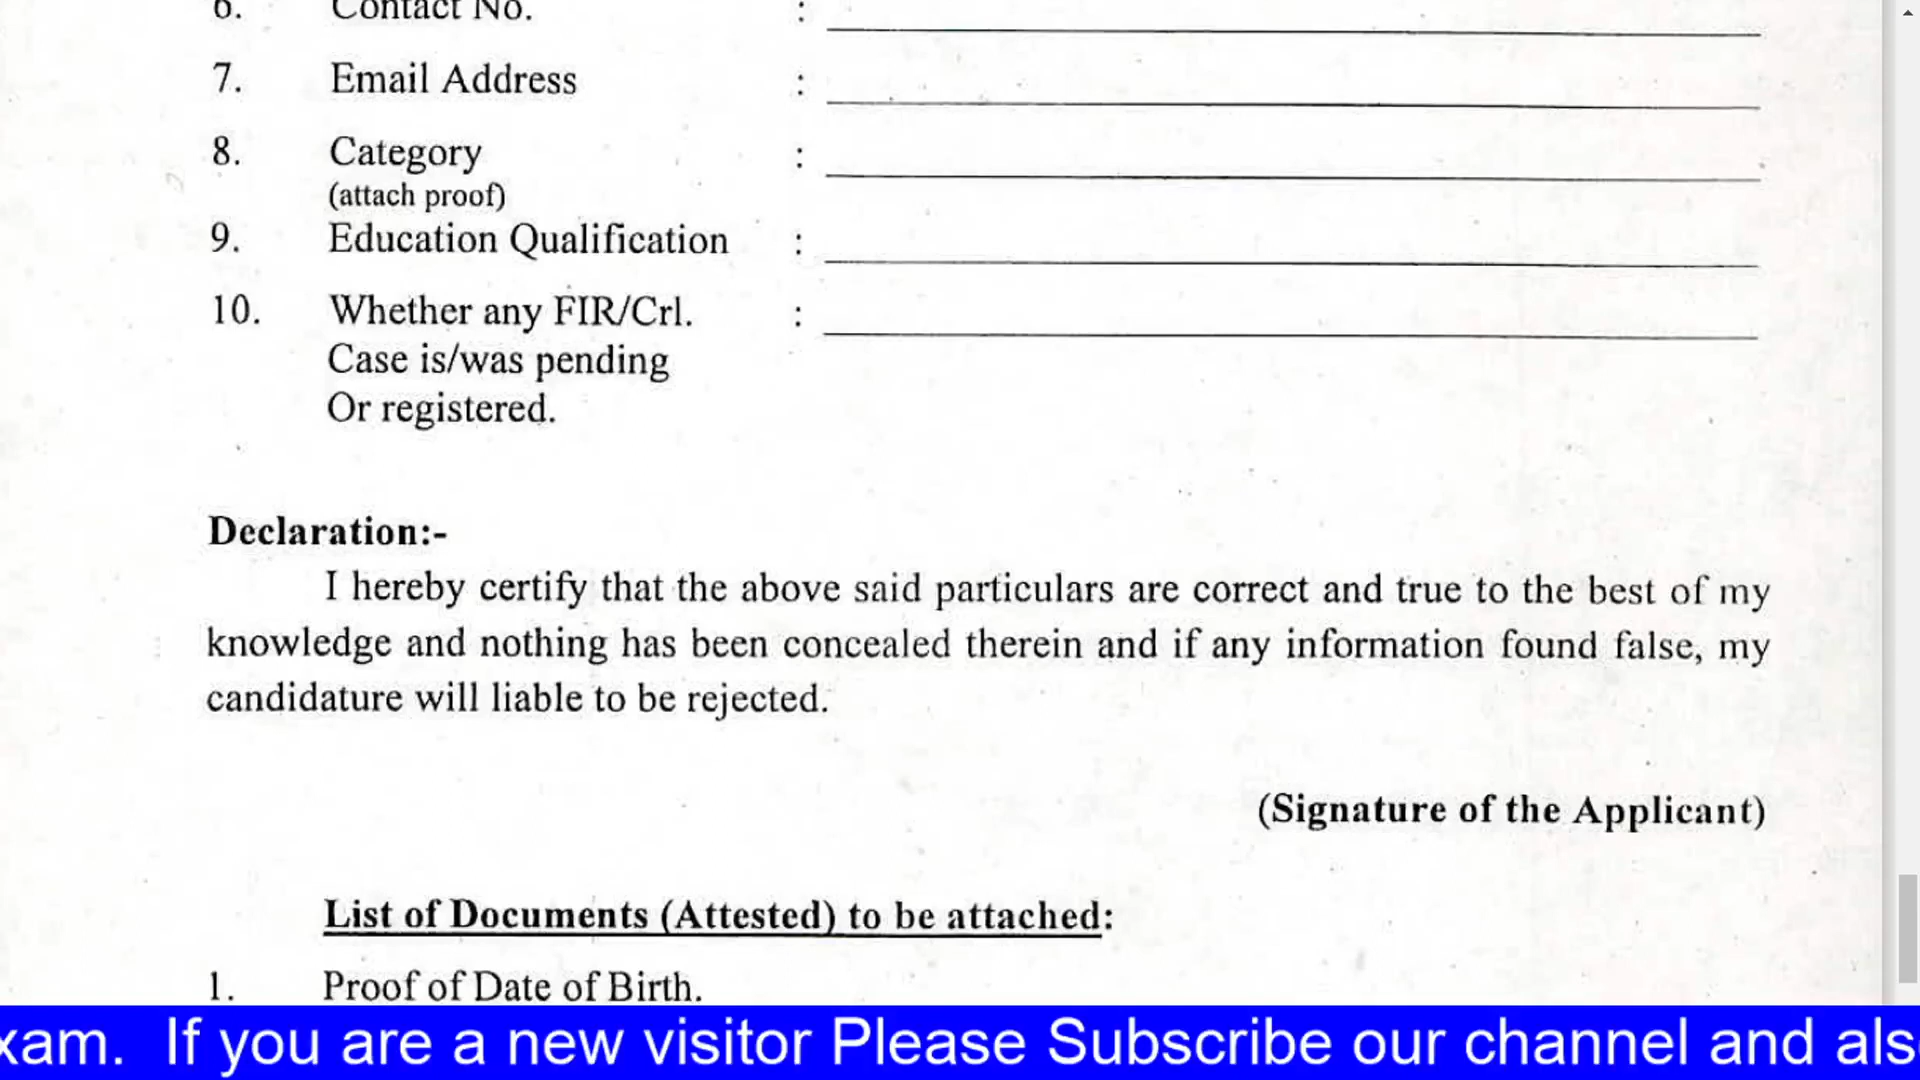 6. Contact No. :
7. Email Address :
8. Category :
(attach proof)
9. Education Qualification :
10. Whether any FIR/Crl. :
Case is/was pending
Or registered.
Declaration:-
I hereby certify that the above said particulars are correct and true to the best of my
knowledge and nothing has been concealed therein and if any information found false, my
candidature will liable to be rejected.
(Signature of the Applicant)
List of Documents (Attested) to be attached:
1. Proof of Date of Birth.
xam. If you are a new visitor Please Subscribe our channel and als